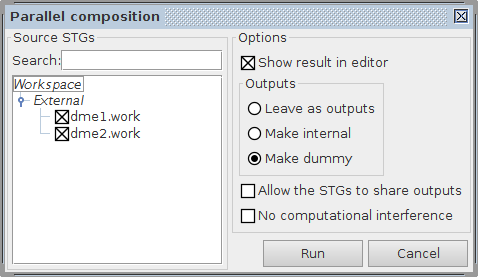 Parallel composition
Source STGs
Search:
Workspace
External
dme1.work
dme2.work
Options
Show result in editor
Outputs
Leave as outputs
Make internal
Make dummy
Allow the STGs to share outputs
No computational interference
Run
Cancel